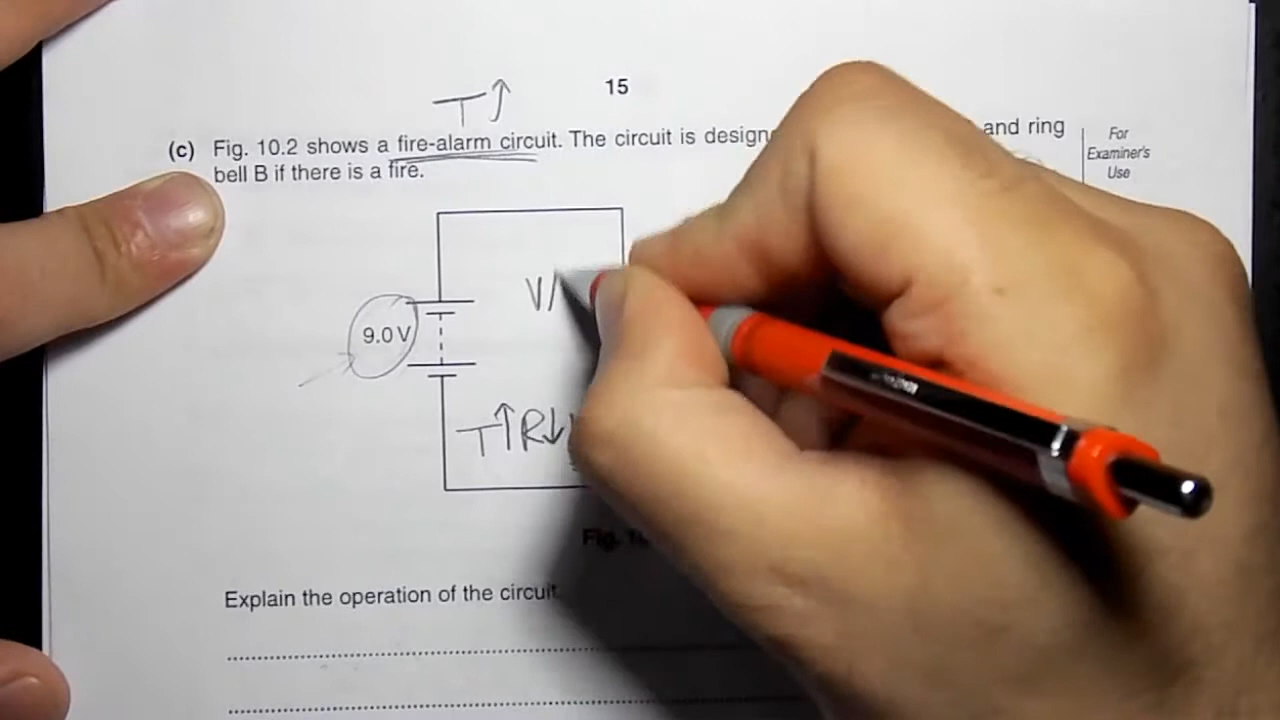 15
T↑
(c) Fig. 10.2 shows a fire-alarm circuit. The circuit is and ring
bell B if there is a fire.
For
Examiner's
Use
V
9.0 V
T↑R↓
Fig.
Explain the operation of the circuit